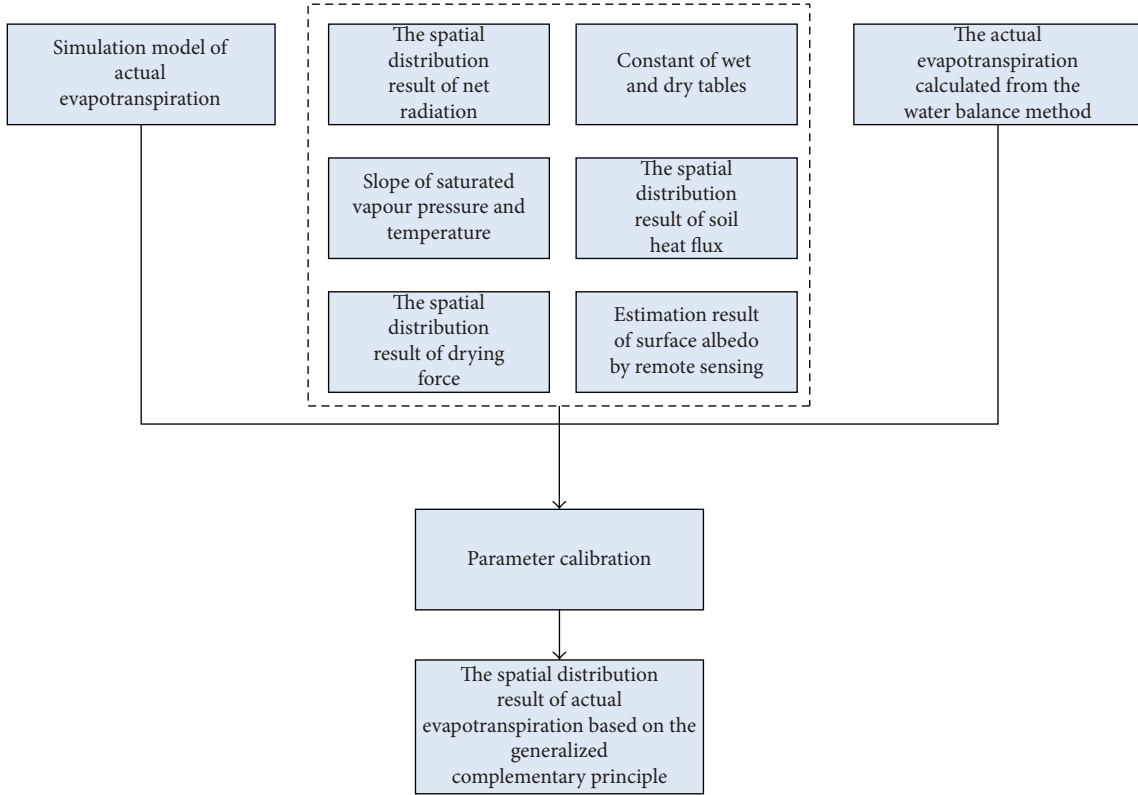 Simulation model of
actual
evapotranspiration
The spatial
distribution
result of net
radiation
Constant of wet
and dry tables
The actual
evapotranspiration
calculated from the
water balance method
Slope of saturated
vapour pressure and
temperature
The spatial
distribution
result of soil
heat flux
The spatial
distribution
result of drying
force
Estimation result
of surface albedo
by remote sensing
Parameter calibration
The spatial distribution
result of actual
evapotranspiration based on the
generalized
complementary principle